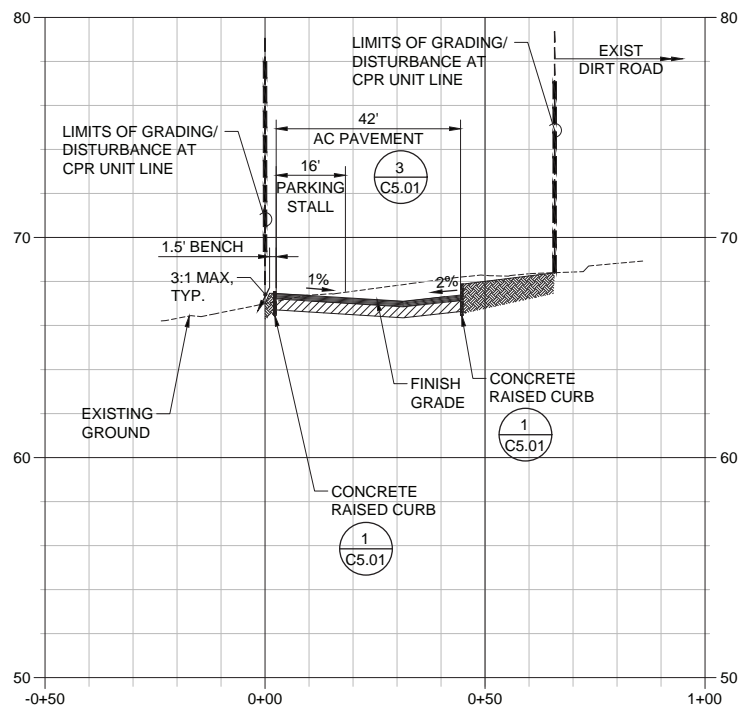 80
80
LIMITS OF GRADING/
DISTURBANCE AT
CPR UNIT LINE
EXIST
DIRT ROAD
42'
AC PAVEMENT
LIMITS OF GRADING/
DISTURBANCE AT
CPR UNIT LINE
3
C5.01
16'
PARKING
STALL
70
70
1.5' BENCH
3:1 MAX,
TYP.
1%
2%
FINISH
GRADE
CONCRETE
RAISED CURB
1
C5.01
EXISTING
GROUND
60
60
CONCRETE
RAISED CURB
1
C5.01
50
50
-0+50
0+00
0+50
1+00